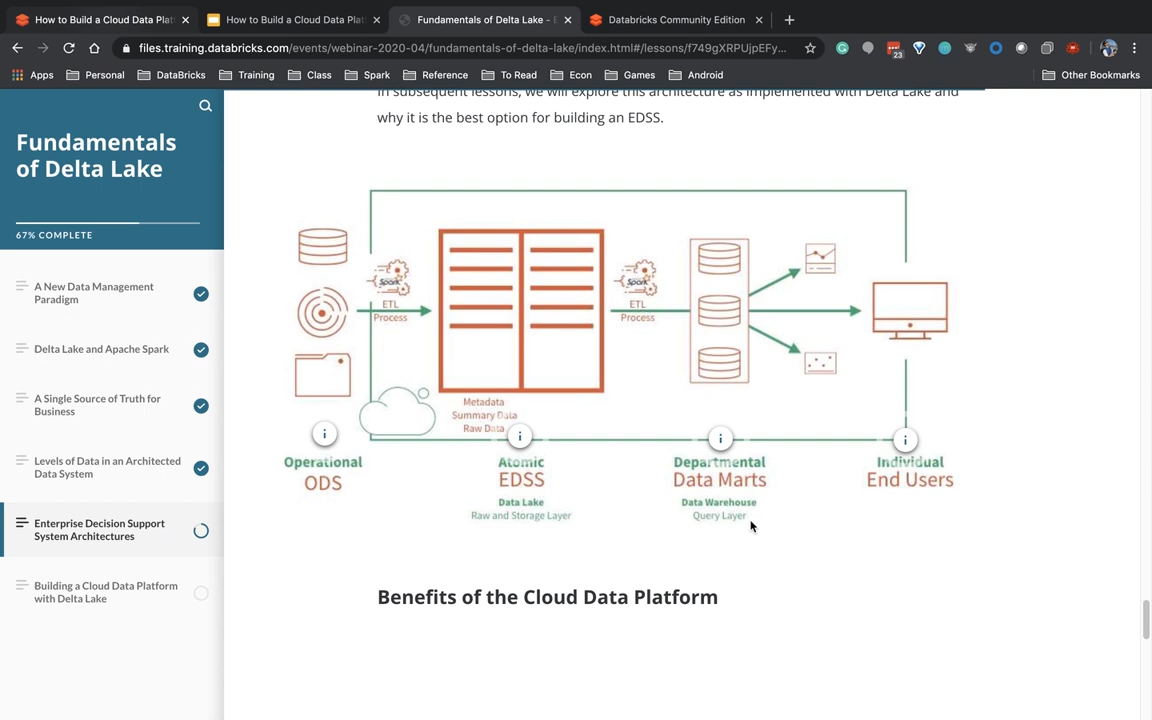 How to Build a Cloud Data Plat
How to Build a Cloud Data Plat
Fundamentals of Delta Lake -
Databricks Community Edition
files.training.databricks.com/events/webinar-2020-04/fundamentals-of-delta-lake/index.html#/lessons/f749gXRPUjpEFy...
23
Apps
Personal
DataBricks
Training
Class
Spark
Reference
To Read
Econ
Games
Android
Other Bookmarks
Fundamentals
of Delta Lake
67% COMPLETE
A New Data Management
Paradigm
Delta Lake and Apache Spark
A Single Source of Truth for
Business
Levels of Data in an Architected
Data System
Enterprise Decision Support
System Architectures
Building a Cloud Data Platform
with Delta Lake
In subsequent lessons, we will explore this architecture as implemented with Delta Lake and
why it is the best option for building an EDSS.
Spark
ETL
Process
Metadata
Summary Data
Raw Data
Spark
ETL
Process
i
i
i
i
Operational
ODS
Atomic
EDSS
Data Lake
Raw and Storage Layer
Departmental
Data Marts
Data Warehouse
Query Layer
Individual
End Users
Benefits of the Cloud Data Platform